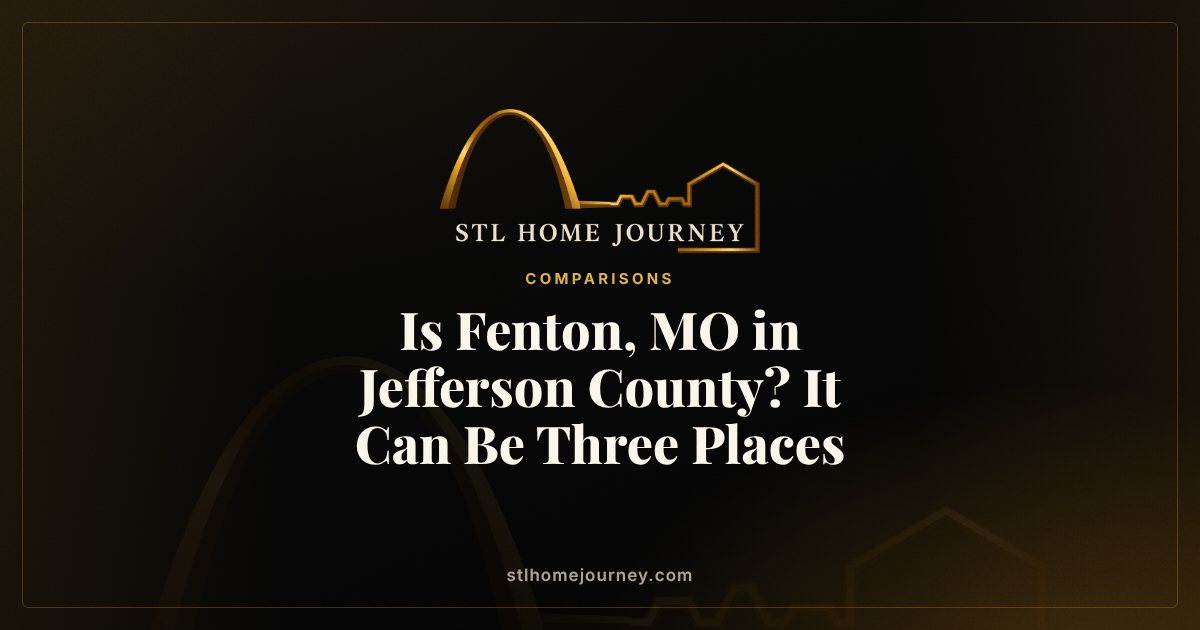 STL HOME JOURNEY
COMPARISONS
Is Fenton, MO in
Jefferson County? It
Can Be Three Places
stlhomejourney.com